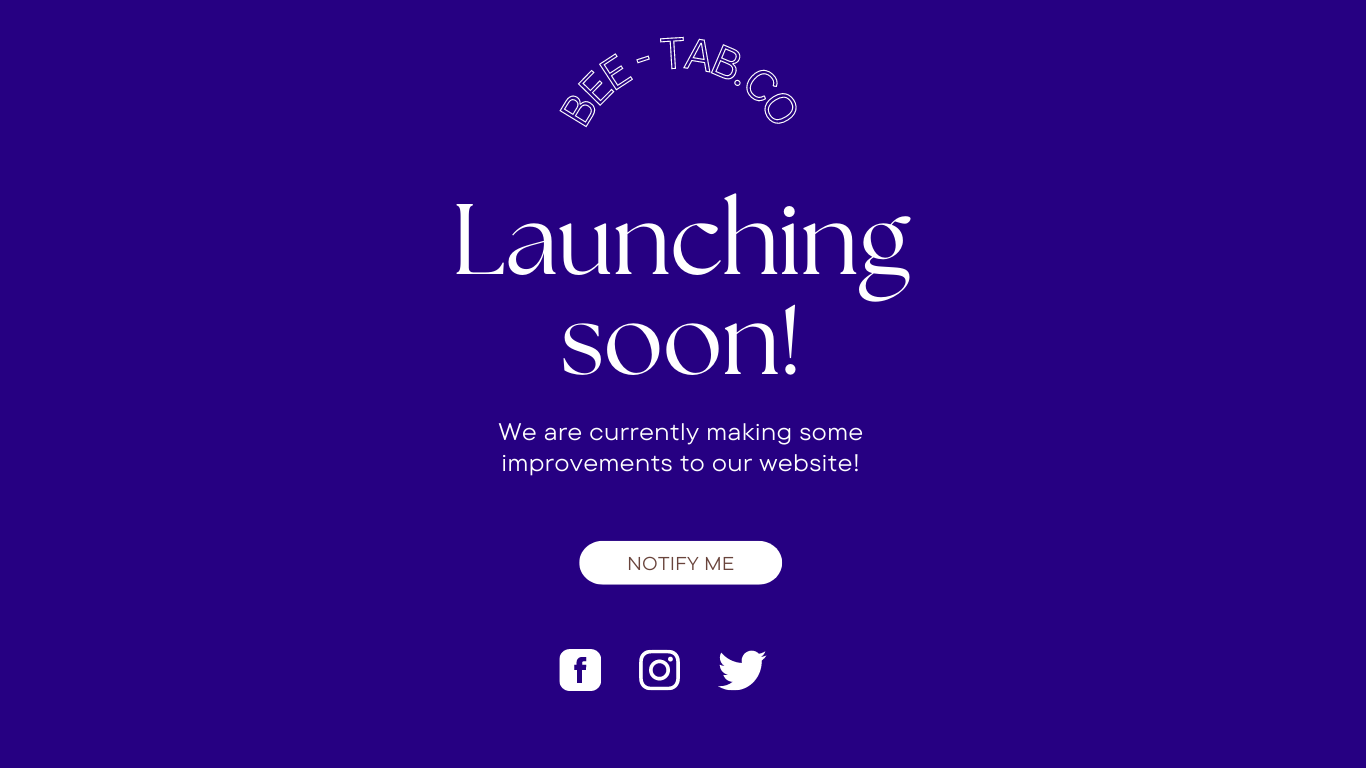 BEE - TAB.CO
Launching
soon!
We are currently making some
improvements to our website!
NOTIFY ME